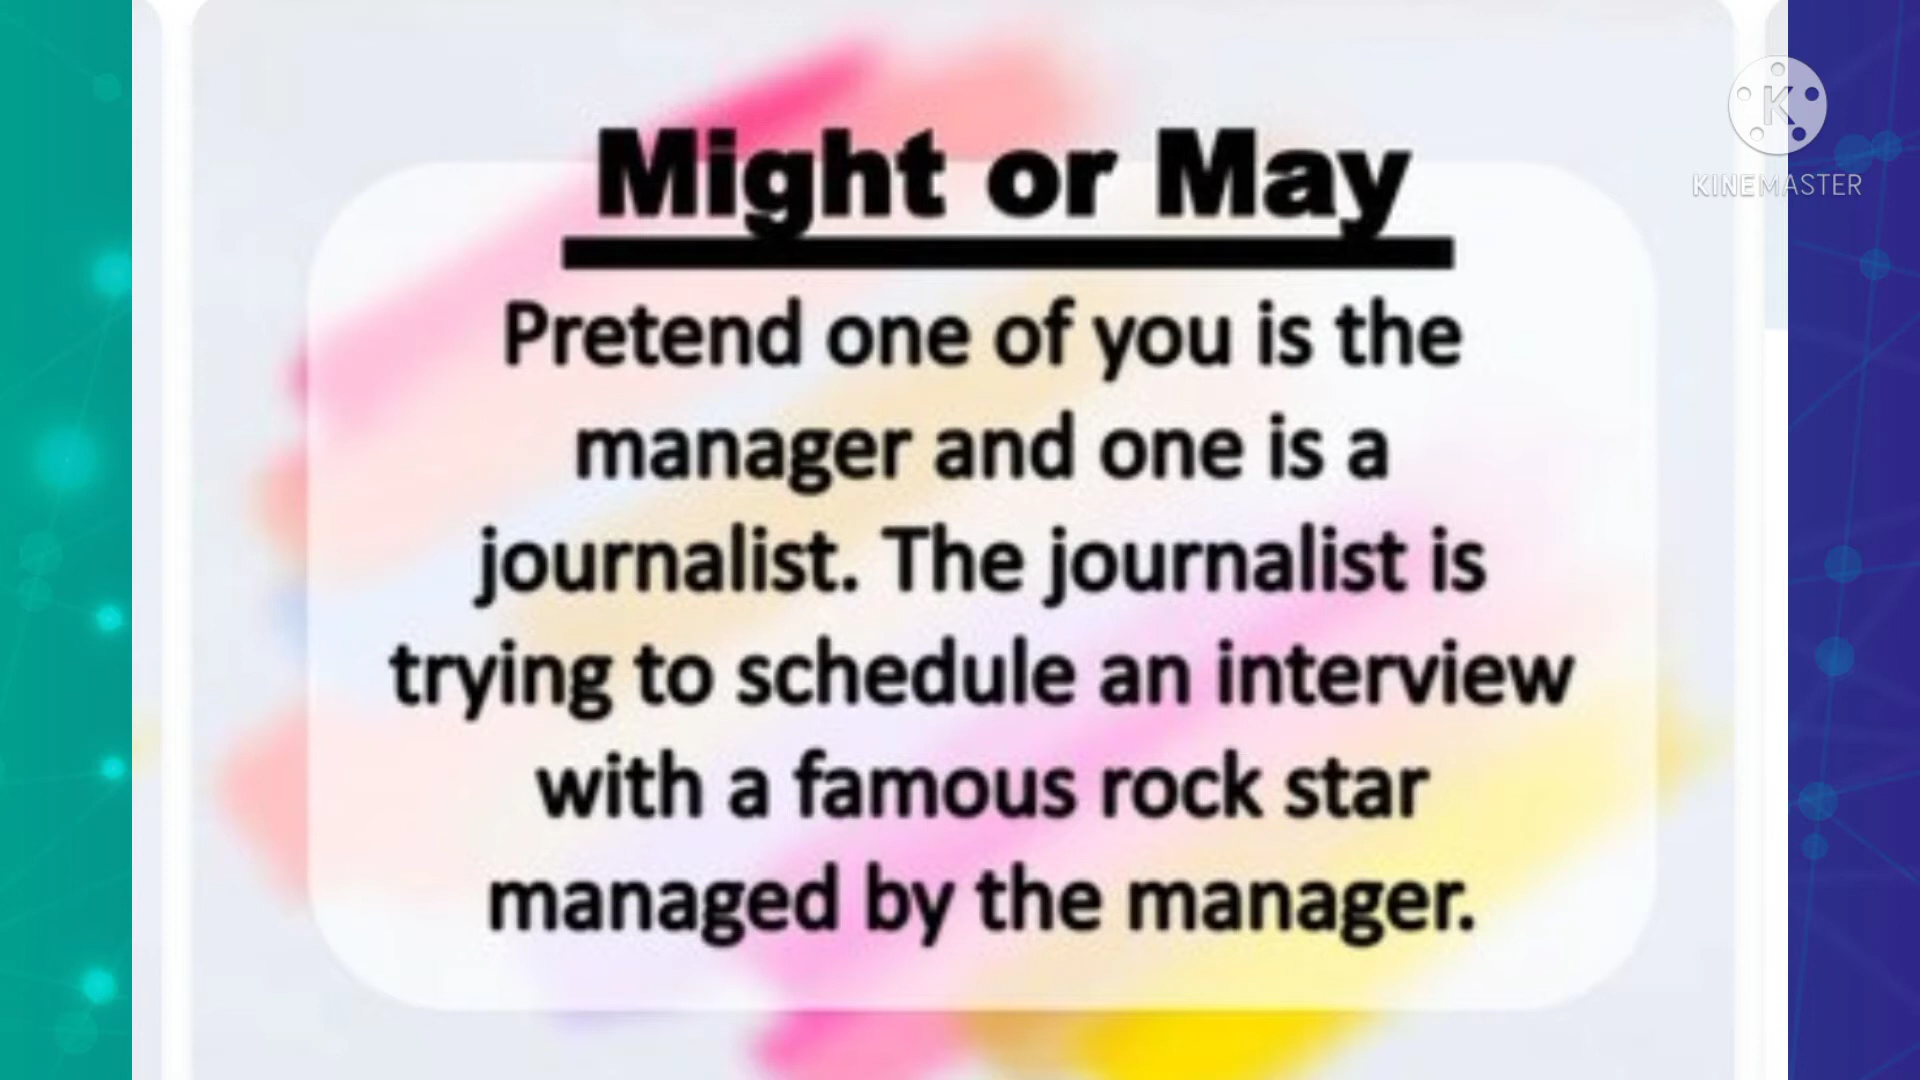 Might or May
KINEMASTER
Pretend one of you is the
manager and one is a
journalist. The journalist is
trying to schedule an interview
with a famous rock star
managed by the manager.